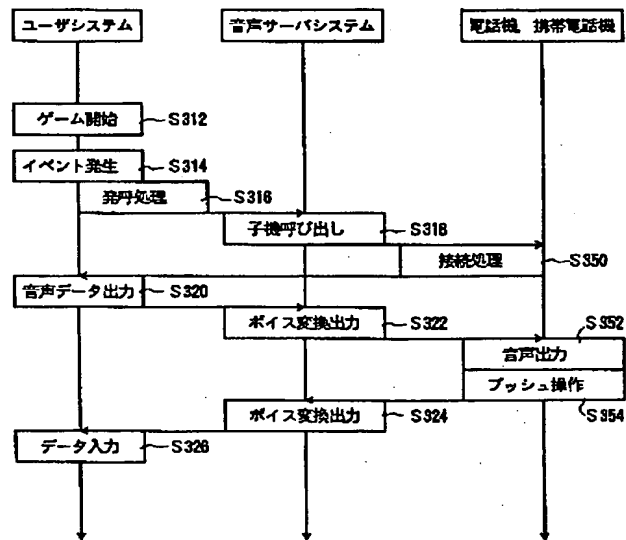 ユーザシステム
音声サーバシステム
電話機、携帯電話機
ゲーム開始 S312
イベント発生 S314
発呼処理 S316
子機呼び出し S318
接続処理 S350
音声データ出力 S320
ボイス変換出力 S322
S352
音声出力
プッシュ操作
S354
ボイス変換出力 S324
データ入力 S326